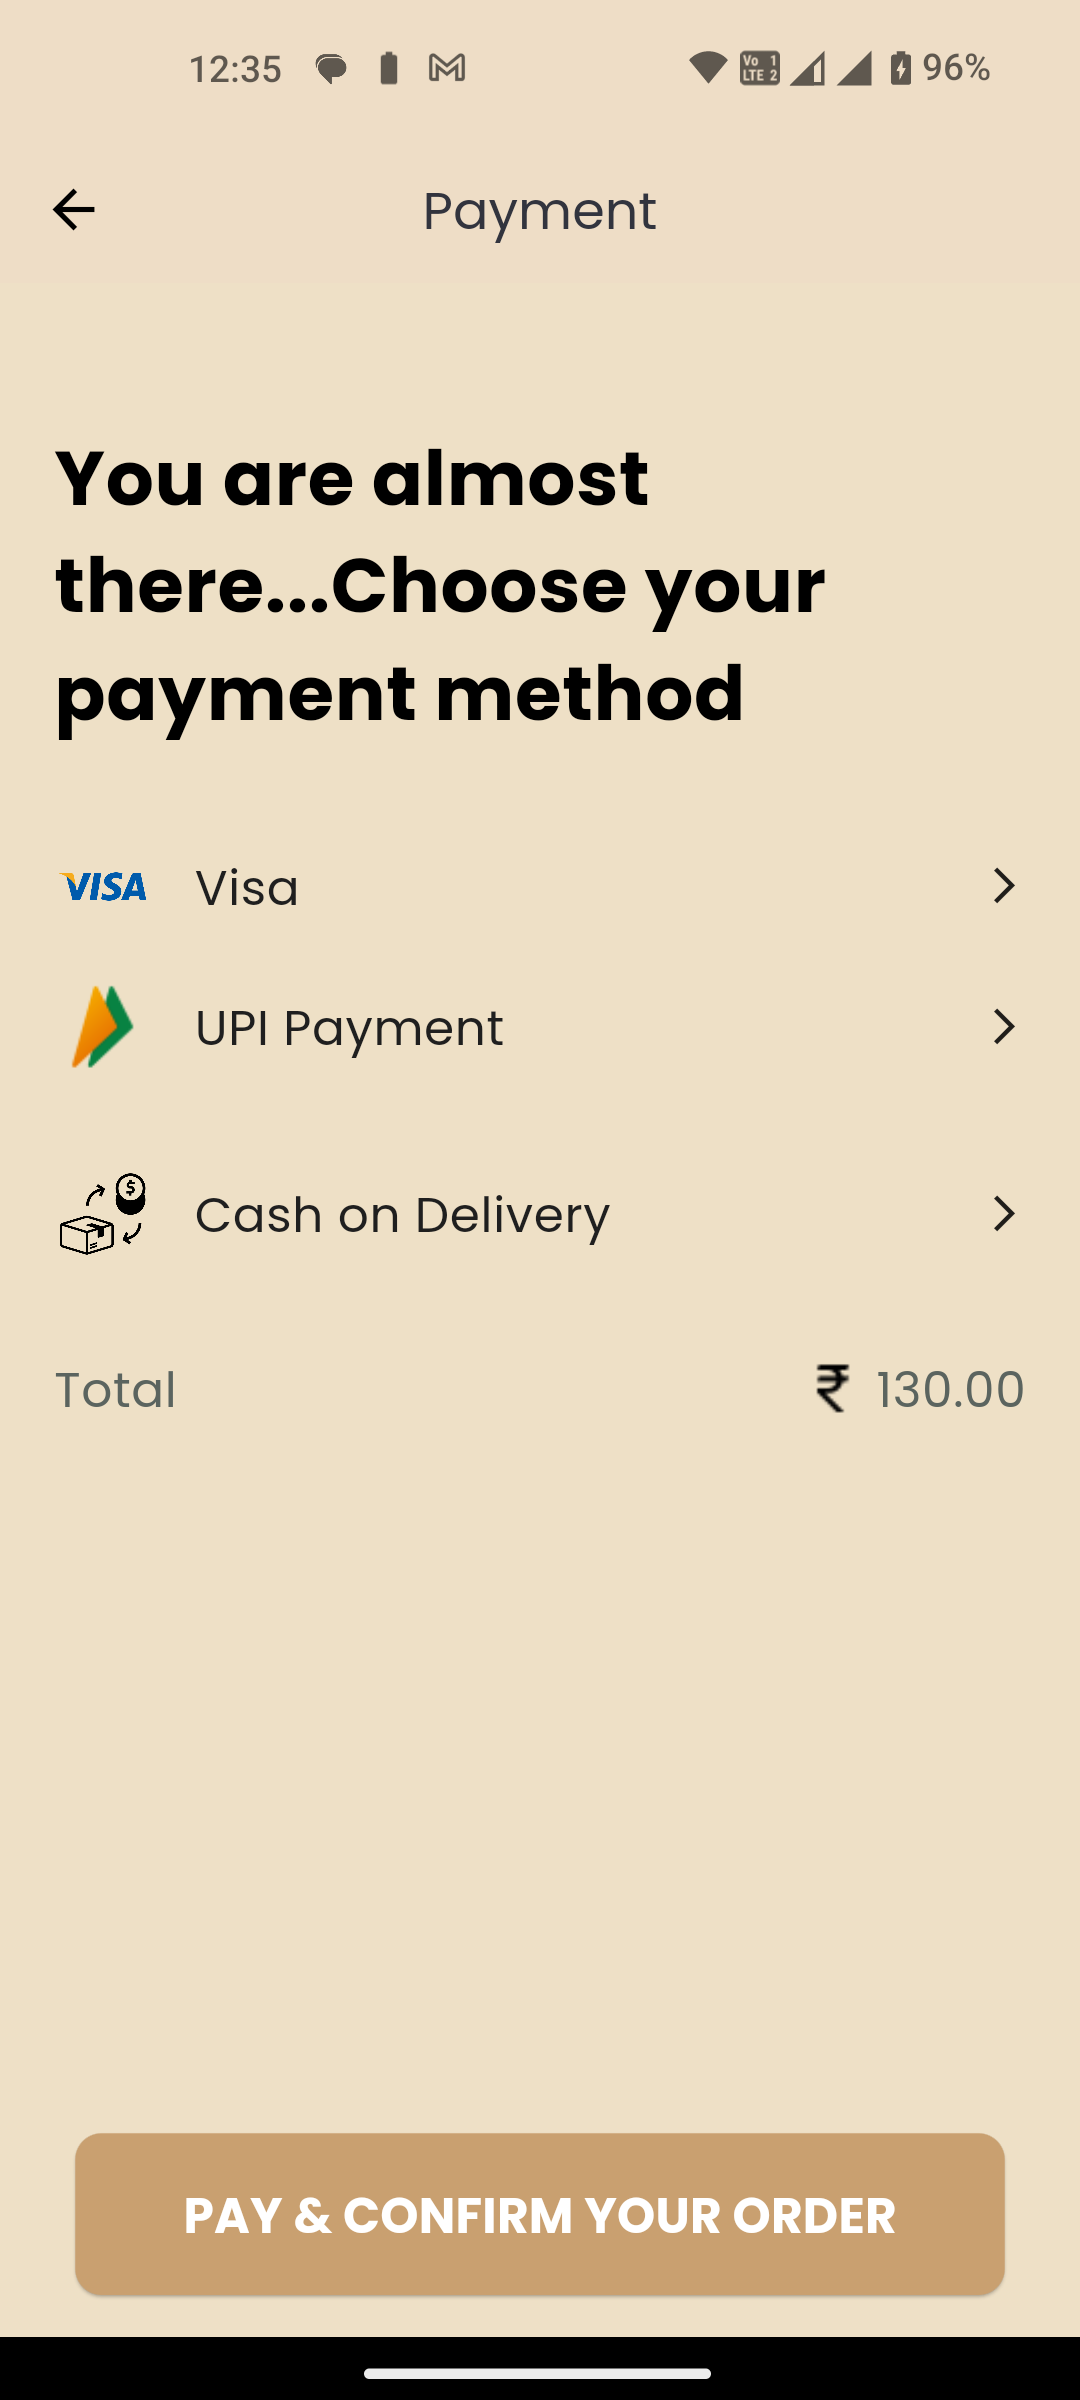 12:35
Vo 1
LTE 2
96%
Payment
You are almost
there...Choose your
payment method
VISA Visa
UPI Payment
$
Cash on Delivery
Total ₹ 130.00
PAY & CONFIRM YOUR ORDER